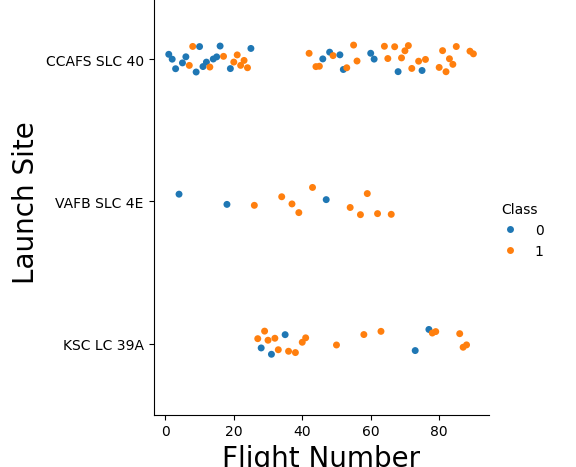 CCAFS SLC 40
VAFB SLC 4E
KSC LC 39A
Launch Site
0
20
40
60
80
Flight Number
Class
0
1